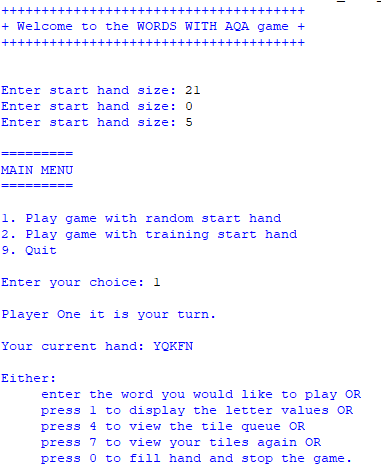 ++++++++++++++++++++++++++++++++++++++
+ Welcome to the WORDS WITH AQA game +
++++++++++++++++++++++++++++++++++++++
Enter start hand size: 21
Enter start hand size: 0
Enter start hand size: 5
=========
MAIN MENU
=========
1. Play game with random start hand
2. Play game with training start hand
9. Quit
Enter your choice: 1
Player One it is your turn.
Your current hand: YQKFN
Either:
enter the word you would like to play OR
press 1 to display the letter values OR
press 4 to view the tile queue OR
press 7 to view your tiles again OR
press 0 to fill hand and stop the game.